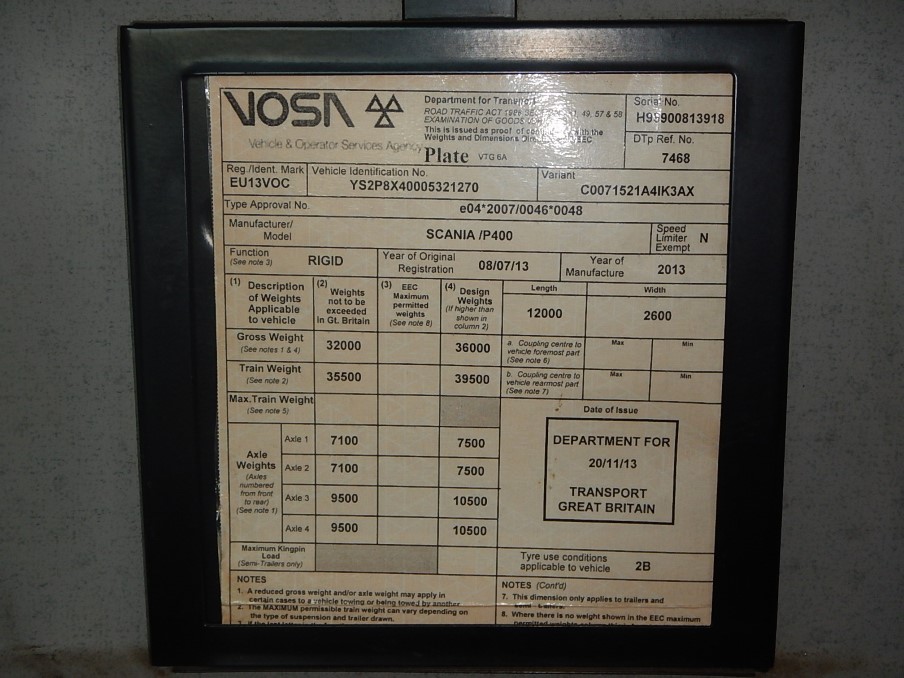 VOSA
Vehicle & Operator Services Agency
Department for Transport
ROAD TRAFFIC ACT 49, 57 & 58
EXAMINATION OF GOODS
This is issued as proof of with the
Weights and Dimensions
Plate VTG 6A
Serial No.
H98900813918
DTp Ref. No.
7468
Reg./Ident. Mark
EU13VOC
Vehicle Identification No.
YS2P8X40005321270
Variant
C0071521A4IK3AX
Type Approval No.
e04*2007/0046*0048
Manufacturer/
Model
SCANIA /P400
Speed
Limiter
Exempt
N
Function
(See note 3)
RIGID
Year of Original
Registration
08/07/13
Year of
Manufacture
2013
(1) Description
of Weights
Applicable
to vehicle
(2) Weights
not to be
exceeded
in Gt. Britain
(3) EEC
Maximum
permitted
weights
(See note 8)
(4) Design
Weights
(If higher than
shown in
column 2)
Length
12000
Width
2600
Gross Weight
(See notes 1 & 4)
32000
36000
a. Coupling centre to
vehicle foremost part
(See note 6)
Max
Min
Train Weight
(See note 2)
35500
39500
b. Coupling centre to
vehicle rearmost part
(See note 7)
Max
Min
Max.Train Weight
(See note 5)
Axle
Weights
(Axles
numbered
from front
to rear)
(See note 1)
Axle 1
7100
7500
Axle 2
7100
7500
Axle 3
9500
10500
Axle 4
9500
10500
Date of Issue
DEPARTMENT FOR
20/11/13
TRANSPORT
GREAT BRITAIN
Maximum Kingpin
Load
(Semi-Trailers only)
Tyre use conditions
applicable to vehicle
2B
NOTES
1. A reduced gross weight and/or axle weight may apply in
certain cases to a vehicle towing or being towed by another
2. The MAXIMUM permissible train weight can vary depending on
the type of suspension and trailer drawn.
NOTES (Cont'd)
7. This dimension only applies to trailers and
8. Where there is no weight shown in the EEC maximum